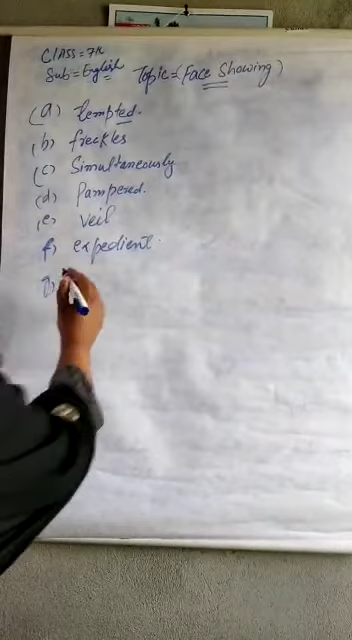 CLASS = 7th
Sub = English Topic = (Face Showing)
(a) Tempted.
(b) freckles
(c) Simultaneously
(d) Pampered.
(e) Veil
f) expedient.